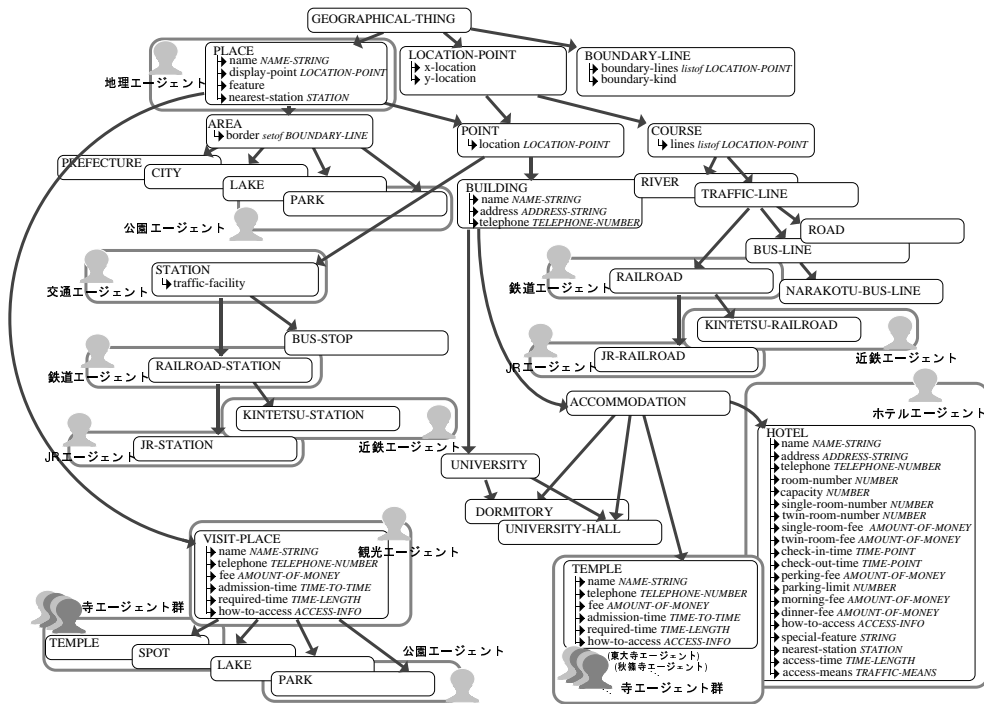 GEOGRAPHICAL-THING
PLACE
name NAME-STRING
display-point LOCATION-POINT
feature
nearest-station STATION
地理エージェント
LOCATION-POINT
x-location
y-location
BOUNDARY-LINE
boundary-lines listof LOCATION-POINT
boundary-kind
AREA
border setof BOUNDARY-LINE
POINT
location LOCATION-POINT
COURSE
lines listof LOCATION-POINT
PREFECTURE
CITY
LAKE
PARK
公園エージェント
BUILDING
name NAME-STRING
address ADDRESS-STRING
telephone TELEPHONE-NUMBER
RIVER
TRAFFIC-LINE
ROAD
BUS-LINE
NARAKOTU-BUS-LINE
STATION
traffic-facility
交通エージェント
RAILROAD
鉄道エージェント
BUS-STOP
KINTETSU-RAILROAD
近鉄エージェント
RAILROAD-STATION
鉄道エージェント
JR-RAILROAD
JRエージェント
KINTETSU-STATION
近鉄エージェント
JR-STATION
JRエージェント
ACCOMMODATION
ホテルエージェント
HOTEL
name NAME-STRING
address ADDRESS-STRING
telephone TELEPHONE-NUMBER
room-number NUMBER
capacity NUMBER
single-room-number NUMBER
twin-room-number NUMBER
single-room-fee AMOUNT-OF-MONEY
twin-room-fee AMOUNT-OF-MONEY
check-in-time TIME-POINT
check-out-time TIME-POINT
perking-fee AMOUNT-OF-MONEY
parking-limit NUMBER
morning-fee AMOUNT-OF-MONEY
dinner-fee AMOUNT-OF-MONEY
how-to-access ACCESS-INFO
special-feature STRING
nearest-station STATION
access-time TIME-LENGTH
access-means TRAFFIC-MEANS
UNIVERSITY
DORMITORY
UNIVERSITY-HALL
VISIT-PLACE
name NAME-STRING
telephone TELEPHONE-NUMBER
fee AMOUNT-OF-MONEY
admission-time TIME-TO-TIME
required-time TIME-LENGTH
how-to-access ACCESS-INFO
観光エージェント
寺エージェント群
TEMPLE
SPOT
LAKE
PARK
公園エージェント
TEMPLE
name NAME-STRING
telephone TELEPHONE-NUMBER
fee AMOUNT-OF-MONEY
admission-time TIME-TO-TIME
required-time TIME-LENGTH
how-to-access ACCESS-INFO
(東大寺エージェント)
(秋篠寺エージェント)
寺エージェント群